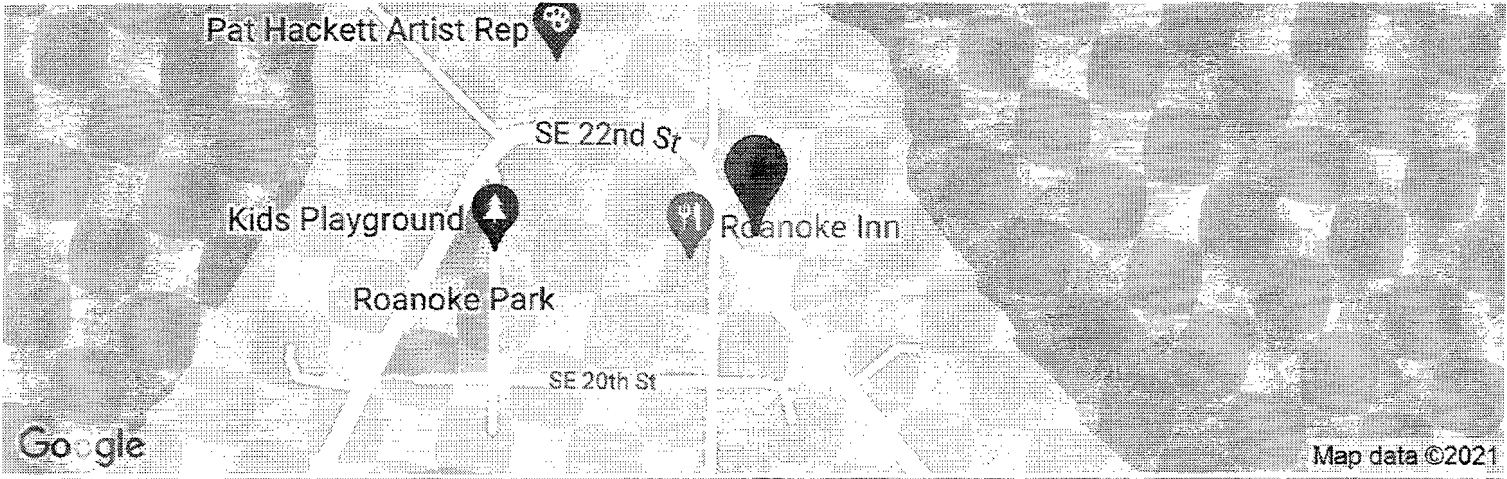 Pat Hackett Artist Rep
SE 22nd St
Kids Playground
Roanoke Inn
Roanoke Park
SE 20th St
Google
Map data ©2021